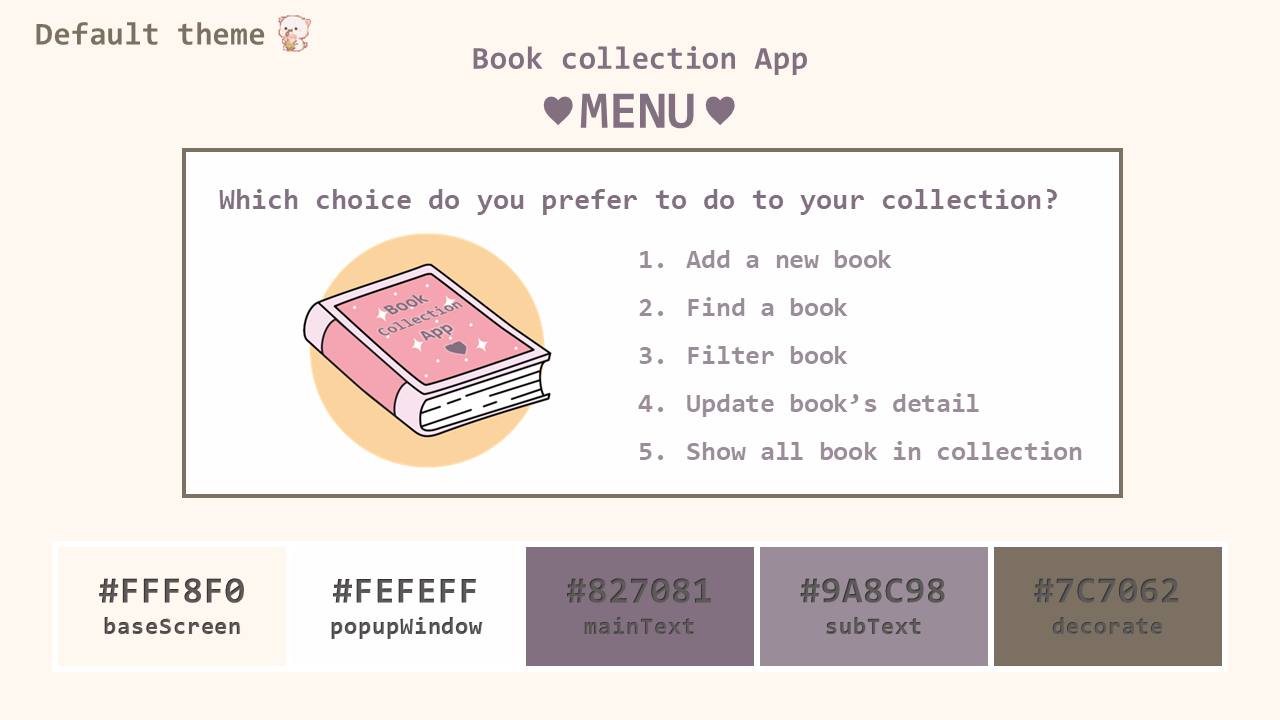 Default theme
Book collection App
♥MENU♥
Which choice do you prefer to do to your collection?
Book
Collection
App
1. Add a new book
2. Find a book
3. Filter book
4. Update book’s detail
5. Show all book in collection
#FFF8F0 #FEFEFF #827081 #9A8C98 #7C7062
baseScreen popupWindow mainText subText decorate